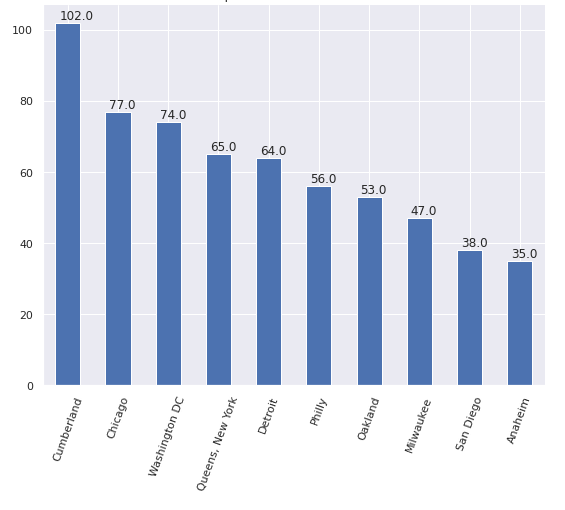 102.0
77.0
74.0
65.0
64.0
56.0
53.0
47.0
38.0
35.0
100
80
60
40
20
0
Cumberland
Chicago
Washington DC
Queens, New York
Detroit
Philly
Oakland
Milwaukee
San Diego
Anaheim